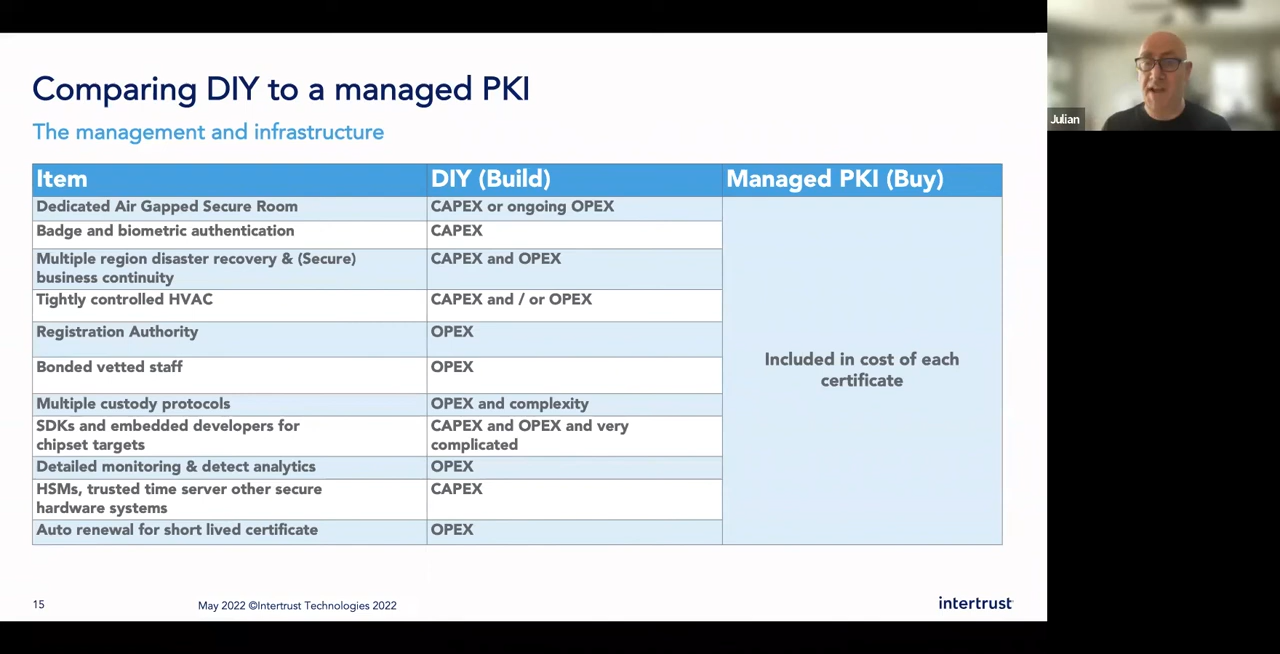 Comparing DIY to a managed PKI
The management and infrastructure
Item
DIY (Build)
Managed PKI (Buy)
Dedicated Air Gapped Secure Room
CAPEX or ongoing OPEX
Badge and biometric authentication
CAPEX
Multiple region disaster recovery & (Secure)
business continuity
CAPEX and OPEX
Tightly controlled HVAC
CAPEX and / or OPEX
Registration Authority
OPEX
Bonded vetted staff
OPEX
Multiple custody protocols
OPEX and complexity
SDKs and embedded developers for
chipset targets
CAPEX and OPEX and very
complicated
Detailed monitoring & detect analytics
OPEX
HSMs, trusted time server other secure
hardware systems
CAPEX
Auto renewal for short lived certificate
OPEX
Included in cost of each
certificate
15
May 2022 ©Intertrust Technologies 2022
intertrust
Julian